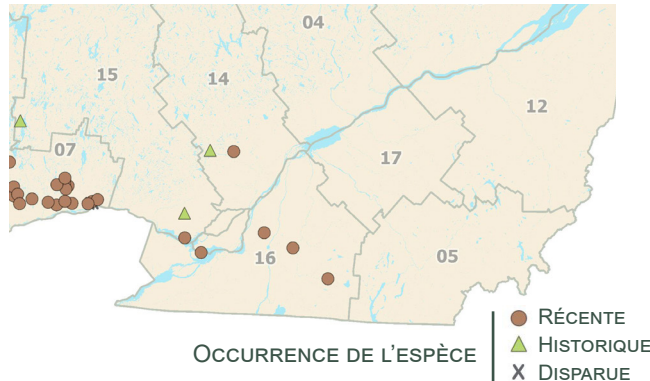 04
15
14
12
07
17
16
05
OCCURRENCE DE L'ESPÈCE
RÉCENTE
HISTORIQUE
X DISPARUE